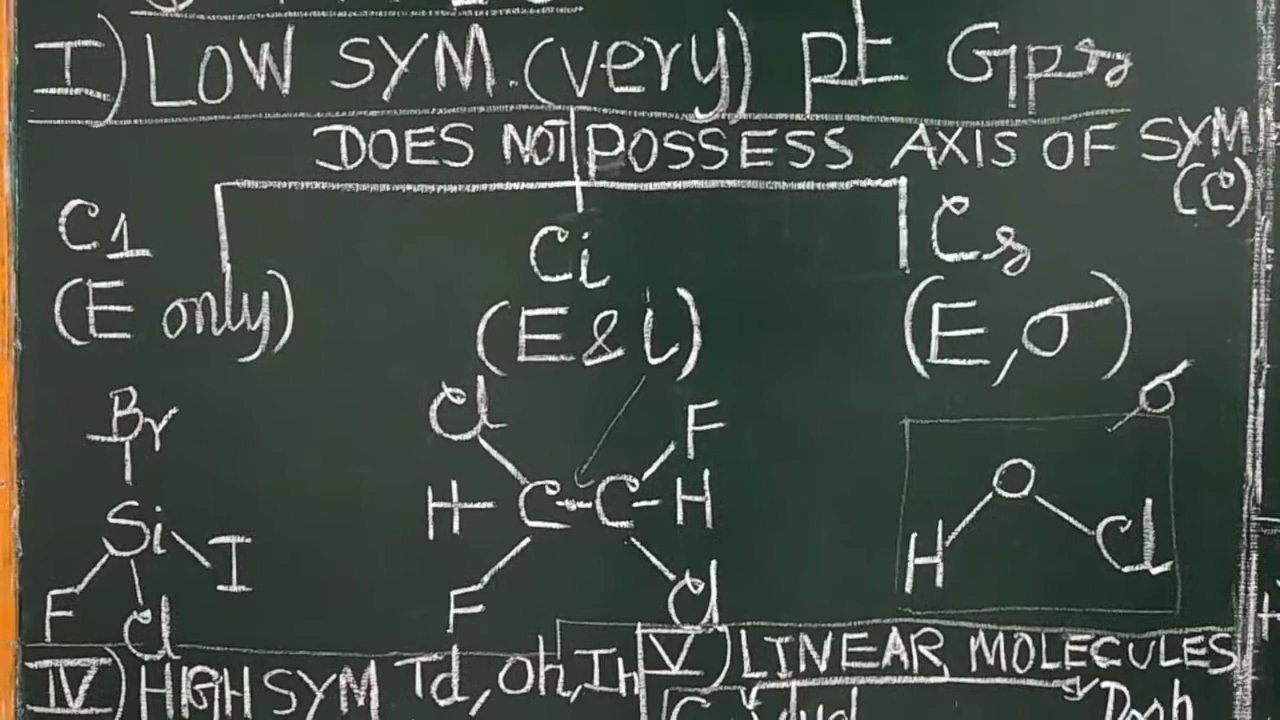 I) LOW SYM. (very) pt Gps
DOES NOT POSSESS AXIS OF SYM
(C)
C1
(E only)
Ci
(E & i)
Cs
(E, σ)
Br
Si
I
F
Cl
Cl
F
H-C-C-H
F
Cl
σ
O
H
Cl
IV) HIGH SYM Td, Oh, Ih
V) LINEAR MOLECULES